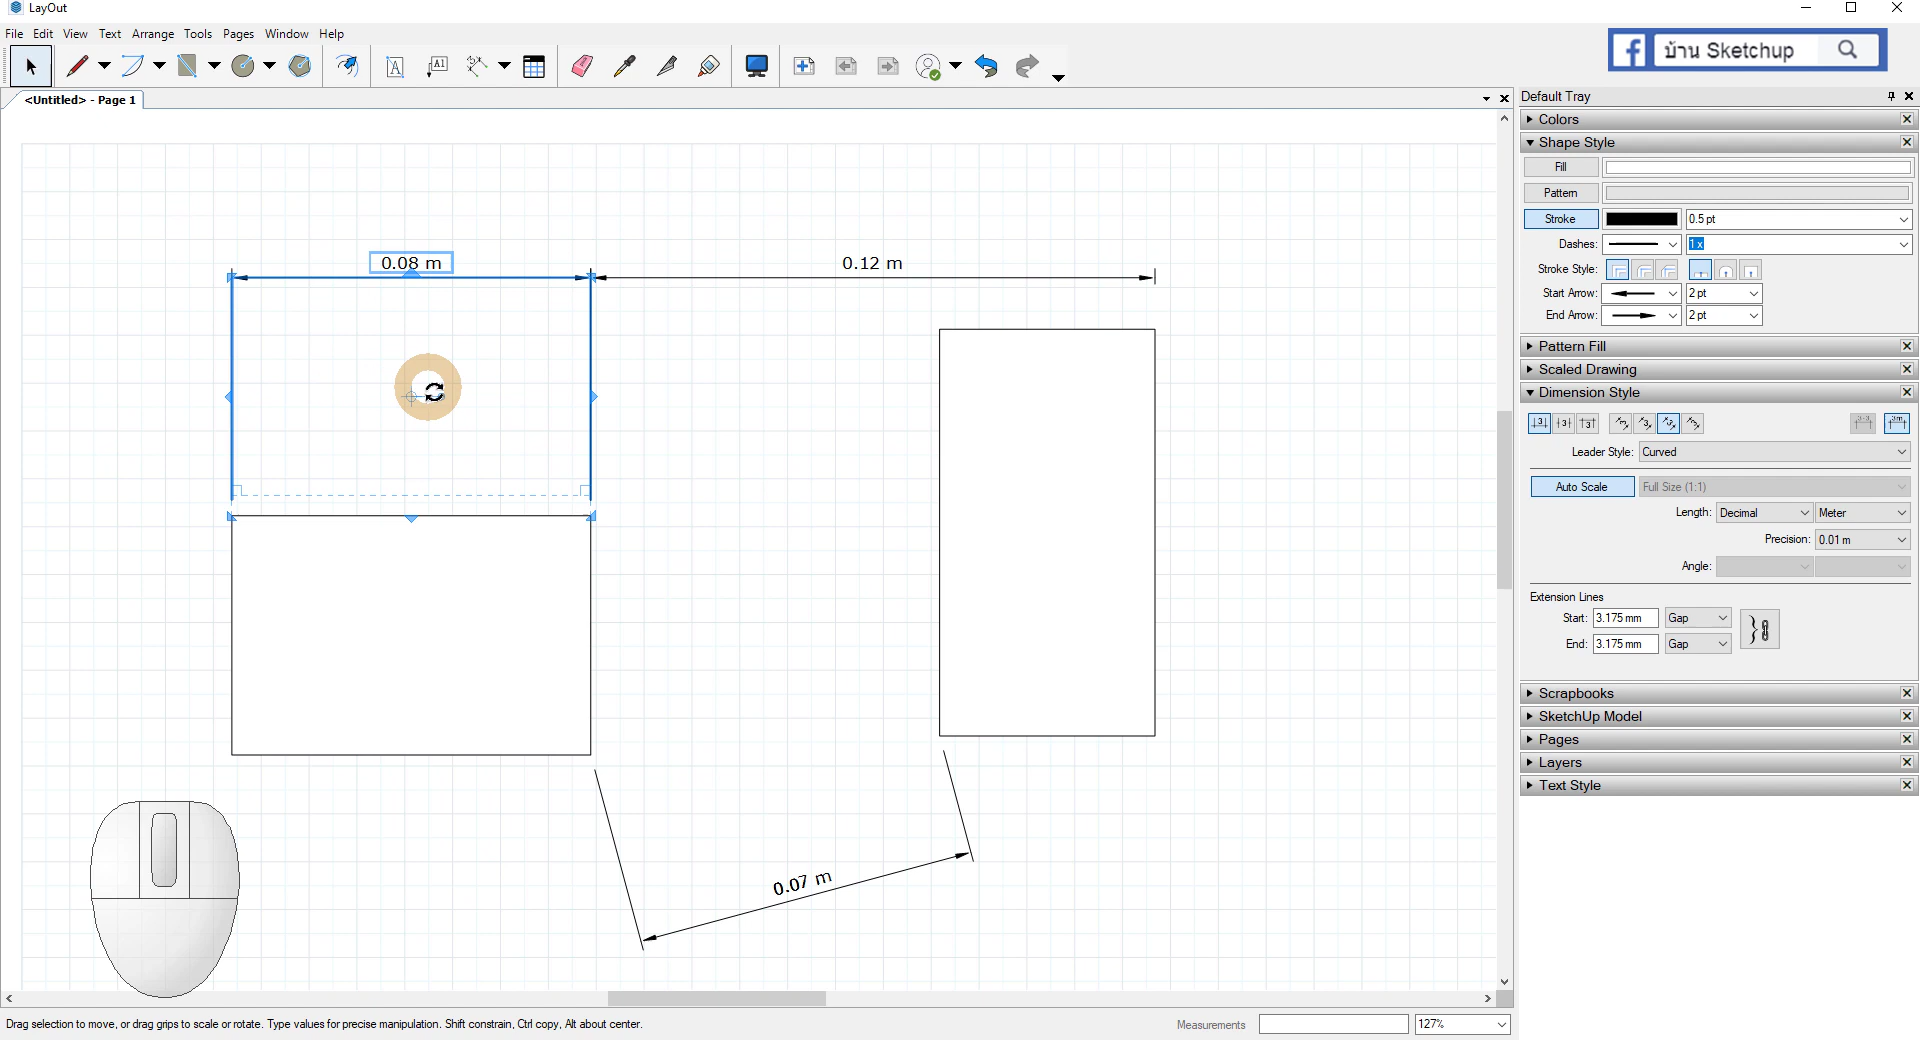 LayOut
File Edit View Text Arrange Tools Pages Window Help
บ้าน Sketchup
<Untitled> - Page 1
Default Tray
Colors
Shape Style
Fill
Pattern
Stroke 0.5 pt
Dashes: 1 x
Stroke Style:
Start Arrow: 2 pt
End Arrow: 2 pt
Pattern Fill
Scaled Drawing
Dimension Style
Leader Style: Curved
Auto Scale Full Size (1:1)
Length: Decimal Meter
Precision: 0.01 m
Angle:
Extension Lines
Start: 3.175 mm Gap
End: 3.175 mm Gap
Scrapbooks
SketchUp Model
Pages
Layers
Text Style
0.08 m
0.12 m
0.07 m
Drag selection to move, or drag grips to scale or rotate. Type values for precise manipulation. Shift constrain, Ctrl copy, Alt about center.
Measurements
127%